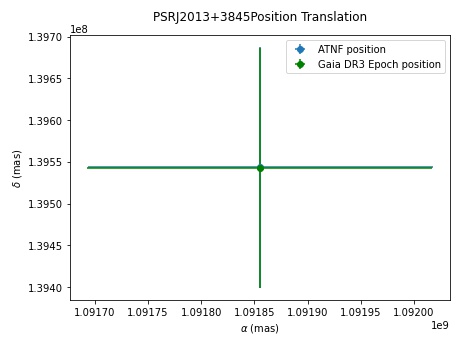 PSRJ2013+3845Position Translation
1e8
1.3970
1.3965
1.3960
1.3955
1.3950
1.3945
1.3940
δ (mas)
ATNF position
Gaia DR3 Epoch position
1.09170 1.09175 1.09180 1.09185 1.09190 1.09195 1.09200
α (mas)
1e9